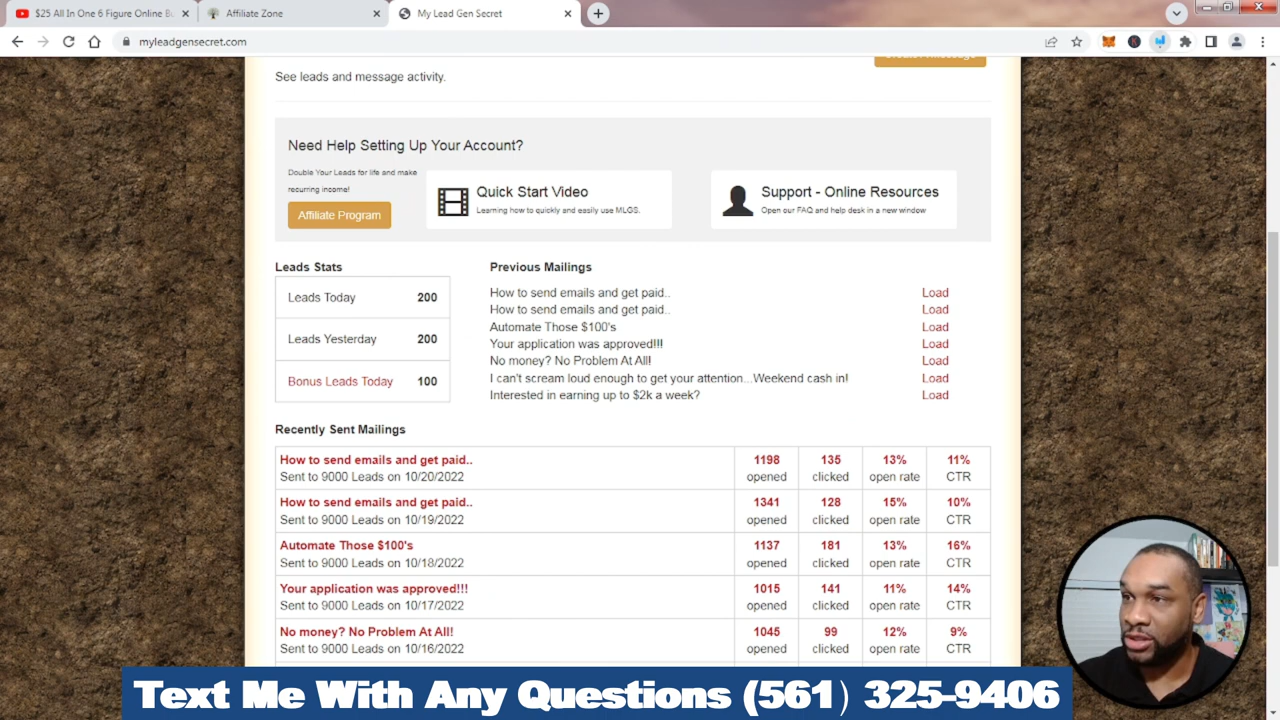 $25 All In One 6 Figure Online Bu
Affiliate Zone
My Lead Gen Secret
myleadgensecret.com
See leads and message activity.
Need Help Setting Up Your Account?
Double Your Leads for life and make
recurring income!
Affiliate Program
Quick Start Video
Learning how to quickly and easily use MLGS.
Support - Online Resources
Open our FAQ and help desk in a new window
Leads Stats
Leads Today 200
Leads Yesterday 200
Bonus Leads Today 100
Previous Mailings
How to send emails and get paid.. Load
How to send emails and get paid.. Load
Automate Those $100's Load
Your application was approved!!! Load
No money? No Problem At All! Load
I can't scream loud enough to get your attention...Weekend cash in! Load
Interested in earning up to $2k a week? Load
Recently Sent Mailings
How to send emails and get paid.. 1198 135 13% 11%
Sent to 9000 Leads on 10/20/2022 opened clicked open rate CTR
How to send emails and get paid.. 1341 128 15% 10%
Sent to 9000 Leads on 10/19/2022 opened clicked open rate CTR
Automate Those $100's 1137 181 13% 16%
Sent to 9000 Leads on 10/18/2022 opened clicked open rate CTR
Your application was approved!!! 1015 141 11% 14%
Sent to 9000 Leads on 10/17/2022 opened clicked open rate CTR
No money? No Problem At All! 1045 99 12% 9%
Sent to 9000 Leads on 10/16/2022 opened clicked open rate CTR
Text Me With Any Questions (561) 325-9406